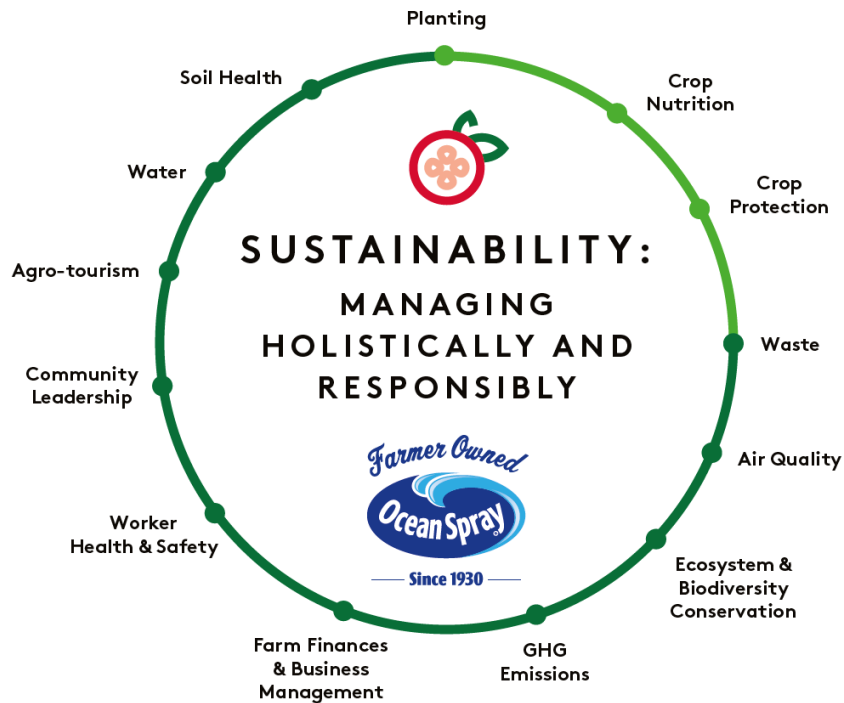 Planting
Soil Health
Crop
Nutrition
Water
Crop
Protection
SUSTAINABILITY:
Agro-tourism
MANAGING
HOLISTICALLY AND
RESPONSIBLY
Waste
Community
Leadership
Farmer Owned
Ocean Spray
Since 1930
Air Quality
Worker
Health & Safety
Ecosystem &
Biodiversity
Conservation
Farm Finances
& Business
Management
GHG
Emissions